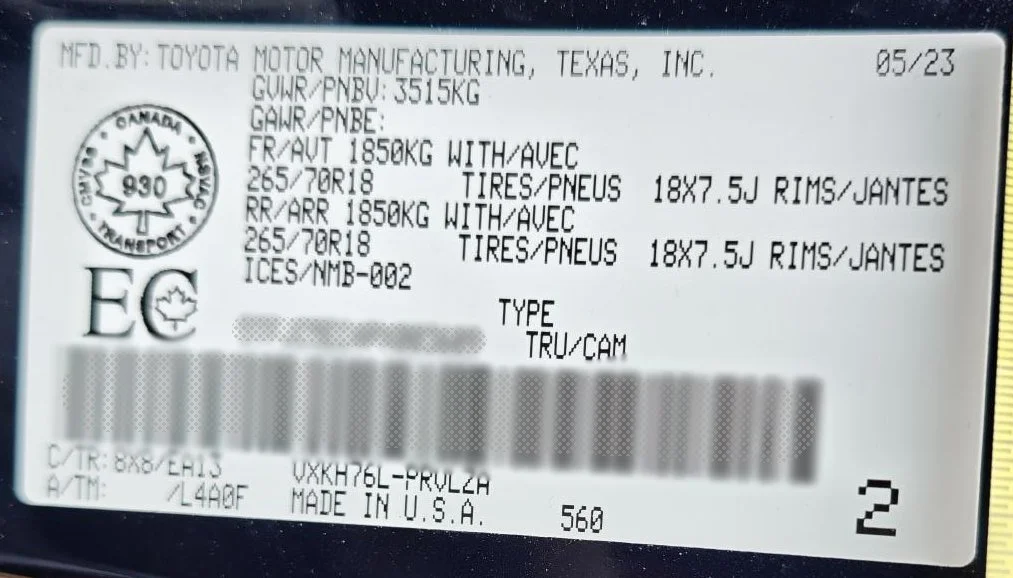 MFD.BY: TOYOTA MOTOR MANUFACTURING, TEXAS, INC. 05/23
GVWR/PNBV: 3515KG
GAWR/PNBE:
FR/AVT 1850KG WITH/AVEC
265/70R18 TIRES/PNEUS 18X7.5J RIMS/JANTES
RR/ARR 1850KG WITH/AVEC
265/70R18 TIRES/PNEUS 18X7.5J RIMS/JANTES
ICES/NMB-002
CANADA
CMVSS 930 NSVAC
TRANSPORT
EC
TYPE
TRU/CAM
C/TR: 8X8/EA13 VXKH76L-PRVLZA
A/TM: /L4A0F MADE IN U.S.A. 560 2